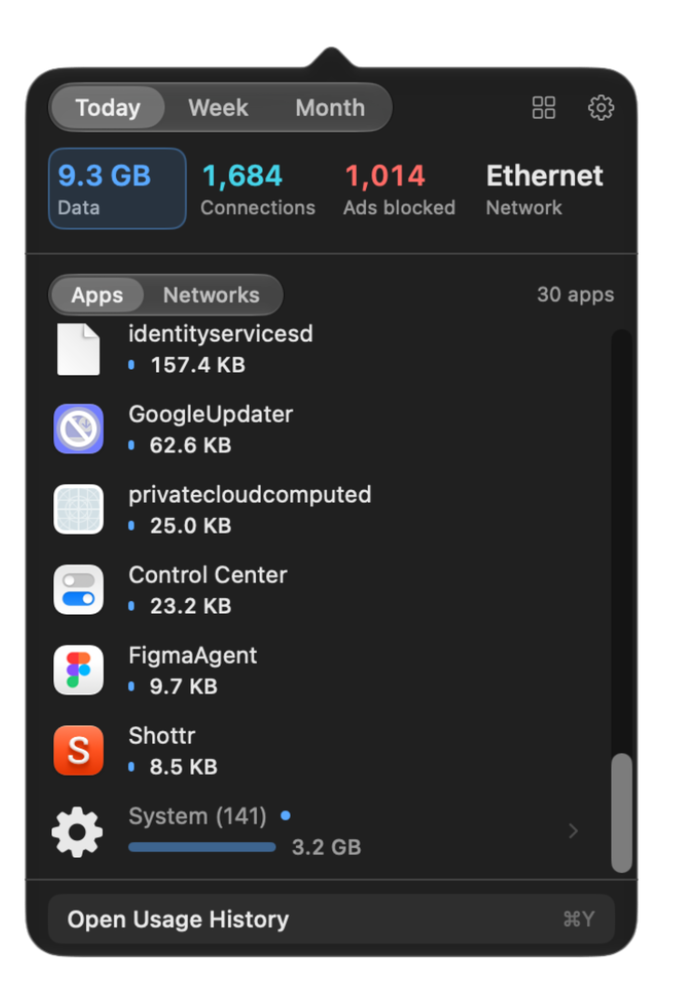 Today Week Month
9.3 GB 1,684 1,014 Ethernet
Data Connections Ads blocked Network
Apps Networks 30 apps
identityservicesd
157.4 KB
GoogleUpdater
62.6 KB
privatecloudcomputed
25.0 KB
Control Center
23.2 KB
FigmaAgent
9.7 KB
S
Shottr
8.5 KB
System (141)
3.2 GB
Open Usage History ⌘Y